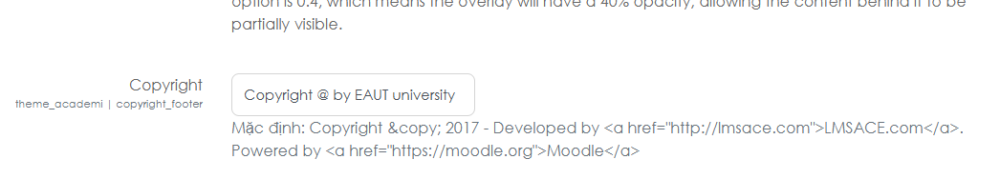 option is 0.4, which means the overlay will have a 40% opacity, allowing the content behind it to be
partially visible.
Copyright
theme_academi | copyright_footer
Copyright @ by EAUT university
Mặc định: Copyright &copy; 2017 - Developed by <a href="http://lmsace.com">LMSACE.com</a>.
Powered by <a href="https://moodle.org">Moodle</a>